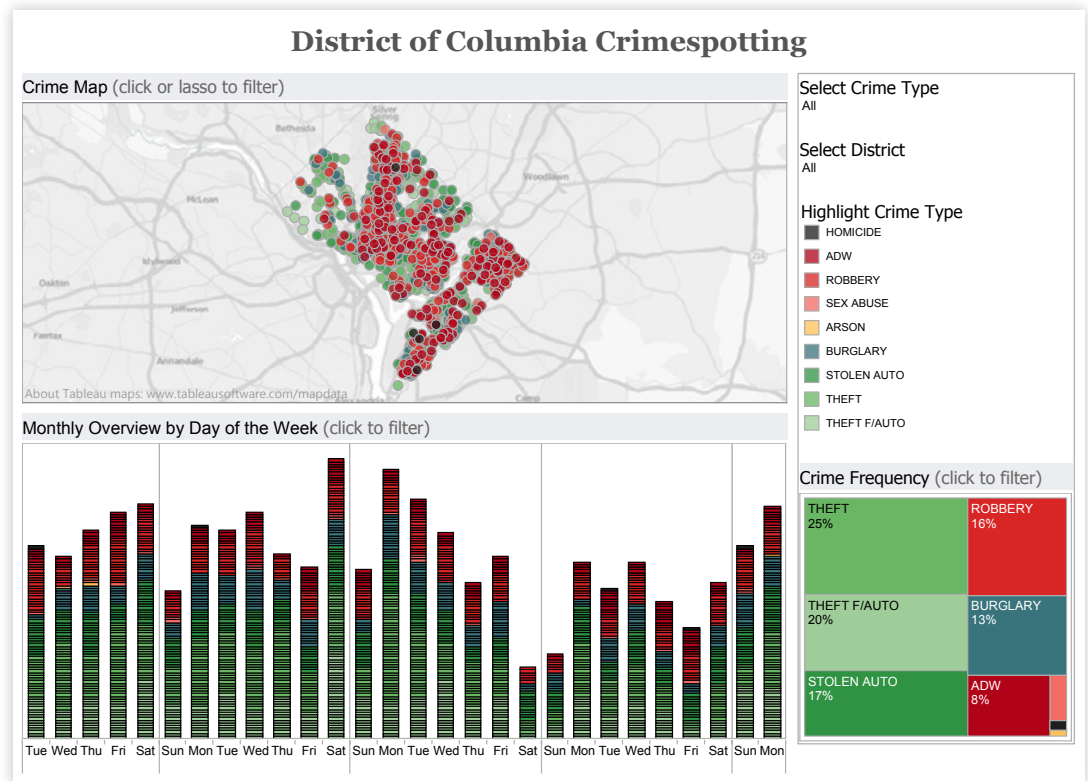 District of Columbia Crimespotting
Crime Map (click or lasso to filter)
Silver
Spring
Bethesda
Woodlawn
McLean
Idylwood
214
Oakton
Jefferson
Fairfax
Annandale
About Tableau maps: www.tableausoftware.com/mapdata
Alexandria
Camp
Select Crime Type
All
Select District
All
Highlight Crime Type
HOMICIDE
ADW
ROBBERY
SEX ABUSE
ARSON
BURGLARY
STOLEN AUTO
THEFT
THEFT F/AUTO
Monthly Overview by Day of the Week (click to filter)
Tue Wed Thu Fri Sat Sun Mon Tue Wed Thu Fri Sat Sun Mon Tue Wed Thu Fri Sat Sun Mon Tue Wed Thu Fri Sat Sun Mon
Crime Frequency (click to filter)
THEFT
25%
ROBBERY
16%
THEFT F/AUTO
20%
BURGLARY
13%
STOLEN AUTO
17%
ADW
8%